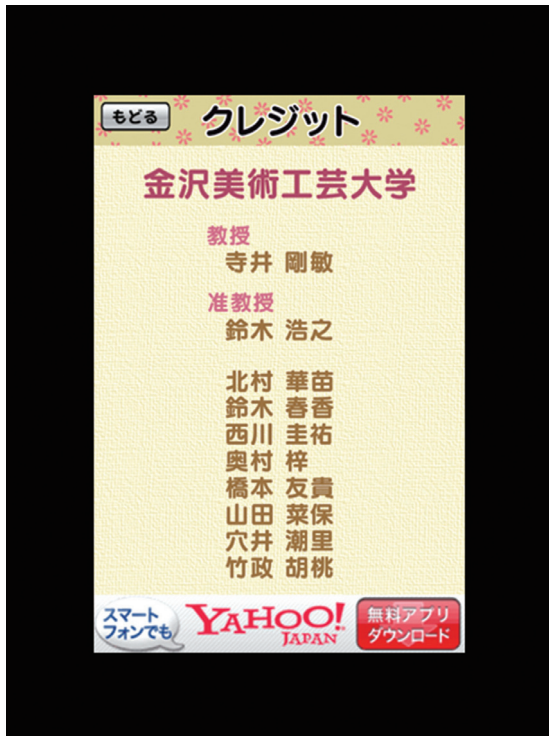 もどる
クレジット
金沢美術工芸大学
教授
寺井 剛敏
准教授
鈴木 浩之
北村 華苗
鈴木 春香
西川 圭祐
奥村 梓
橋本 友貴
山田 菜保
穴井 潮里
竹政 胡桃
スマート
フォンでも
YAHOO!
JAPAN
無料アプリ
ダウンロード